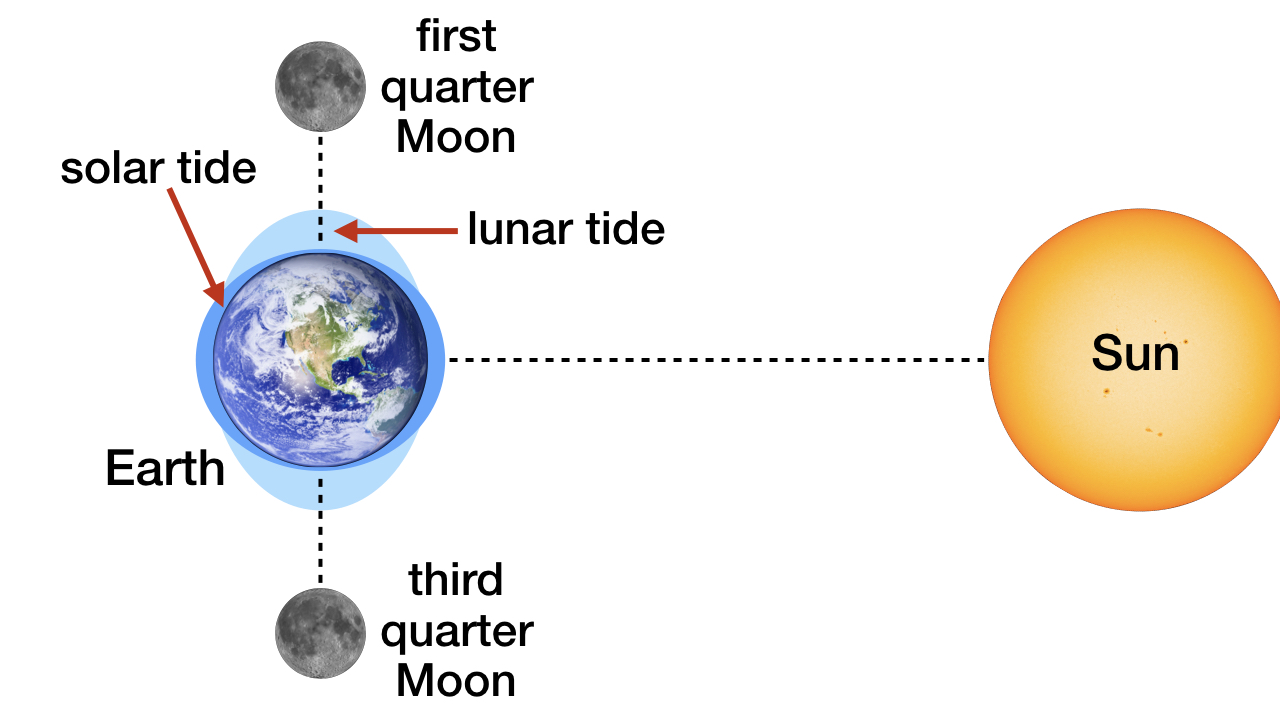 first
quarter
Moon
solar tide
lunar tide
Sun
Earth
third
quarter
Moon